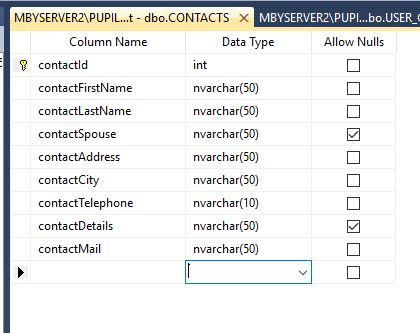 MBYSERVER2\PUPIL...t - dbo.CONTACTS
MBYSERVER2\PUPIL...bo.USER_
Column Name Data Type Allow Nulls
contactId int
contactFirstName nvarchar(50)
contactLastName nvarchar(50)
contactSpouse nvarchar(50)
contactAddress nvarchar(50)
contactCity nvarchar(50)
contactTelephone nvarchar(10)
contactDetails nvarchar(50)
contactMail nvarchar(50)